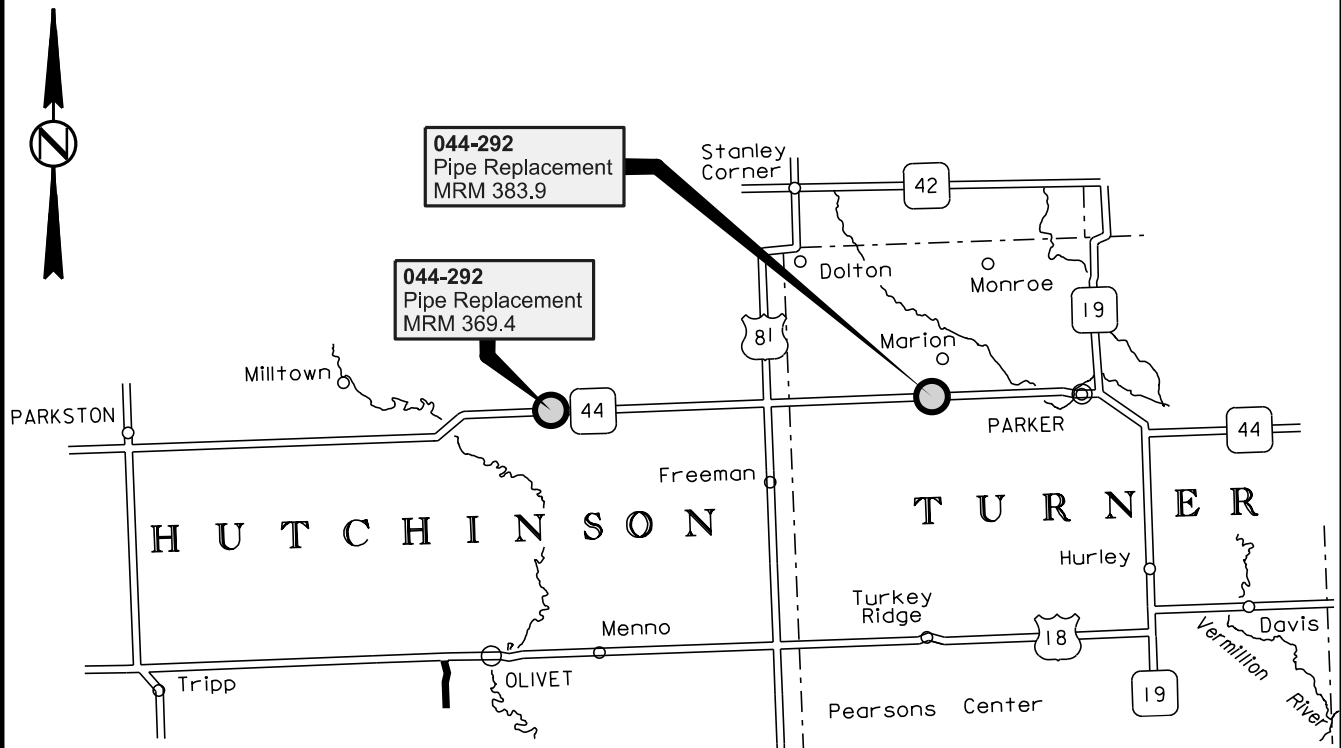 N
044-292
Pipe Replacement
MRM 383.9
Stanley
Corner
42
Dolton
Monroe
044-292
Pipe Replacement
MRM 369.4
19
81
Marion
Milltown
PARKSTON
44
PARKER
44
Freeman
HUTCHINSON
TURNER
Hurley
Turkey
Ridge
Menno
18
Davis
OLIVET
Tripp
Vermillion
River
19
Pearsons Center